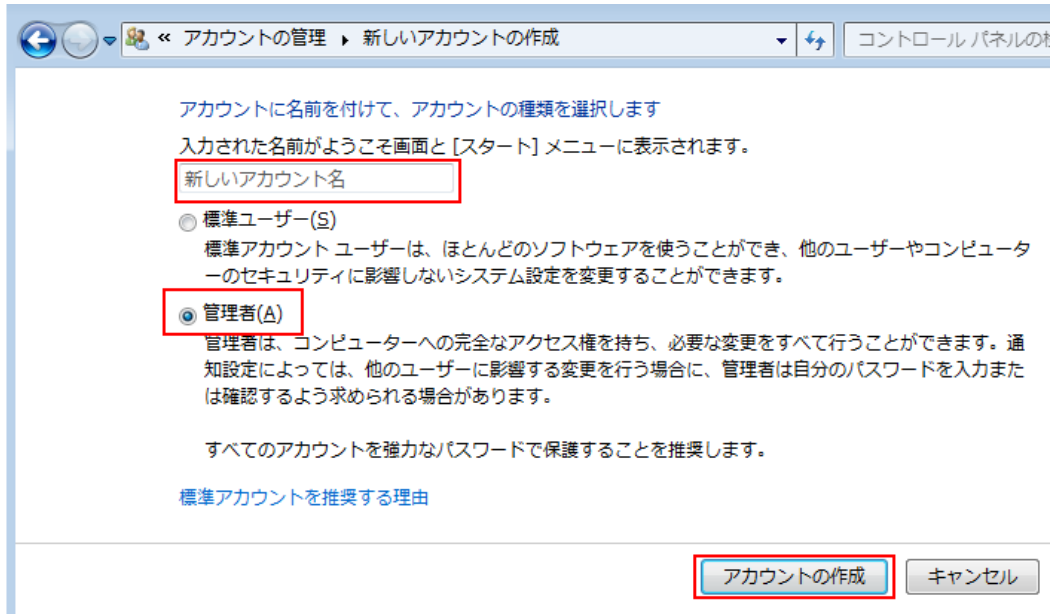 « アカウントの管理 ▸ 新しいアカウントの作成
コントロール パネルの
アカウントに名前を付けて、アカウントの種類を選択します
入力された名前がようこそ画面と [スタート] メニューに表示されます。
新しいアカウント名
標準ユーザー(S)
標準アカウント ユーザーは、ほとんどのソフトウェアを使うことができ、他のユーザーやコンピュータ
ーのセキュリティに影響しないシステム設定を変更することができます。
管理者(A)
管理者は、コンピューターへの完全なアクセス権を持ち、必要な変更をすべて行うことができます。通
知設定によっては、他のユーザーに影響する変更を行う場合に、管理者は自分のパスワードを入力また
は確認するよう求められる場合があります。
すべてのアカウントを強力なパスワードで保護することを推奨します。
標準アカウントを推奨する理由
アカウントの作成
キャンセル